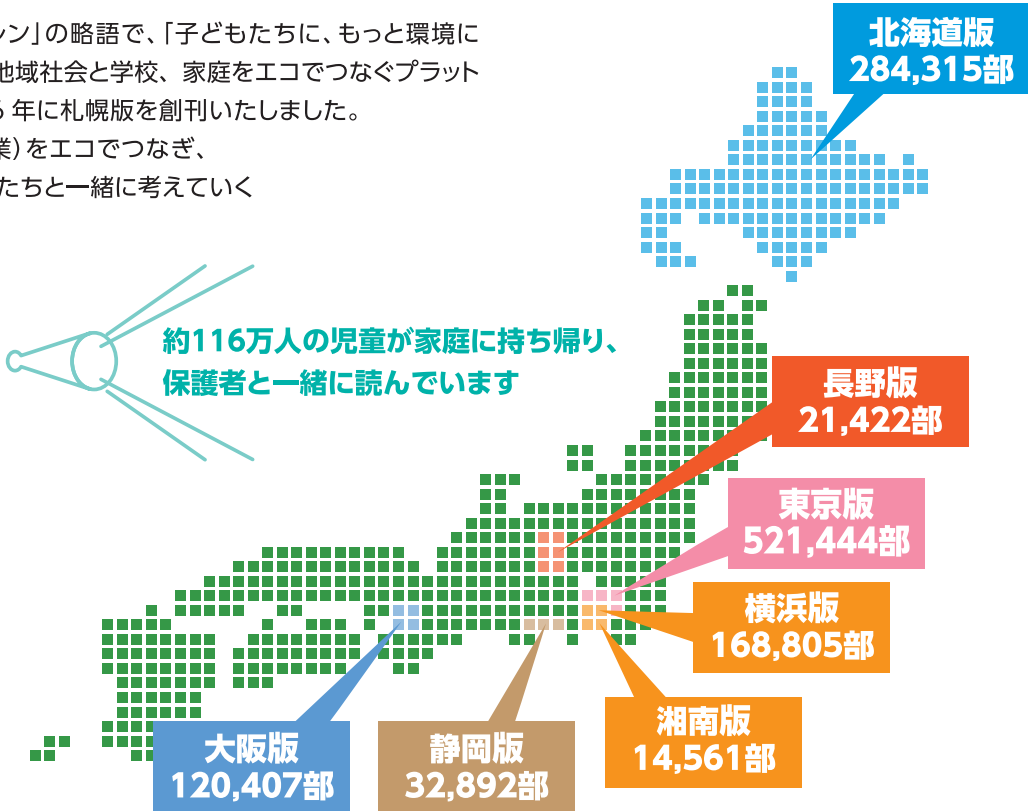 ン」の略語で、「子どもたちに、もっと環境に
地域社会と学校、家庭をエコでつなぐプラット
年に札幌版を創刊いたしました。
業）をエコでつなぎ、
たちと一緒に考えていく
約116万人の児童が家庭に持ち帰り、
保護者と一緒に読んでいます
北海道版
284,315部
長野版
21,422部
東京版
521,444部
横浜版
168,805部
湘南版
14,561部
静岡版
32,892部
大阪版
120,407部